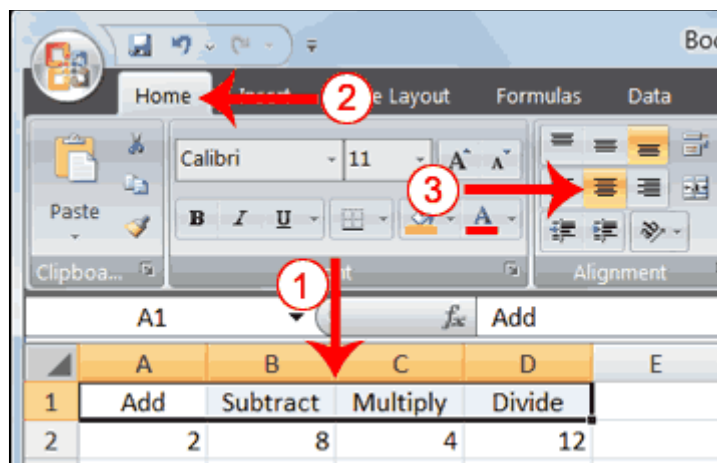 Boo
Home 2 Layout Formulas Data
Calibri 11 A A
3
Paste B I U A
Clipboa... Alignment
1
A1 fx Add
A B C D E
1 Add Subtract Multiply Divide
2 2 8 4 12